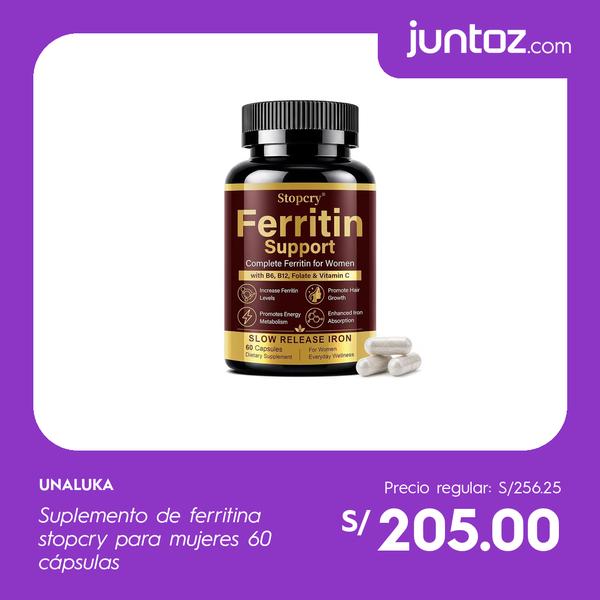 juntoz.com
Stopcry®
Ferritin
Support
Complete Ferritin for Women
with B6, B12, Folate & Vitamin C
Increase Ferritin
Levels
Promote Hair
Growth
Promotes Energy
Metabolism
Enhanced Iron
Absorption
SLOW RELEASE IRON
60 Capsules
Dietary Supplement
For Women
Everyday Wellness
UNALUKA
Suplemento de ferritina
stopcry para mujeres 60
cápsulas
Precio regular: S/256.25
S/ 205.00